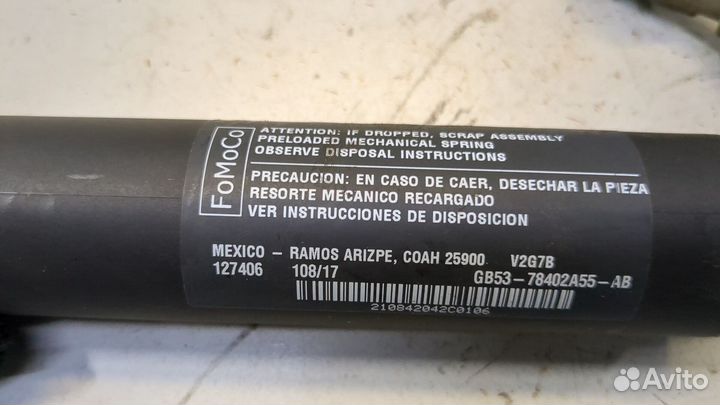 FoMoCo
ATTENTION: IF DROPPED, SCRAP ASSEMBLY
PRELOADED MECHANICAL SPRING
OBSERVE DISPOSAL INSTRUCTIONS
PRECAUCION: EN CASO DE CAER, DESECHAR LA PIEZA
RESORTE MECANICO RECARGADO
VER INSTRUCCIONES DE DISPOSICION
MEXICO - RAMOS ARIZPE, COAH 25900 V2G7B
127406 108/17 GB53-78402A55-AB
210842042C0106
Avito